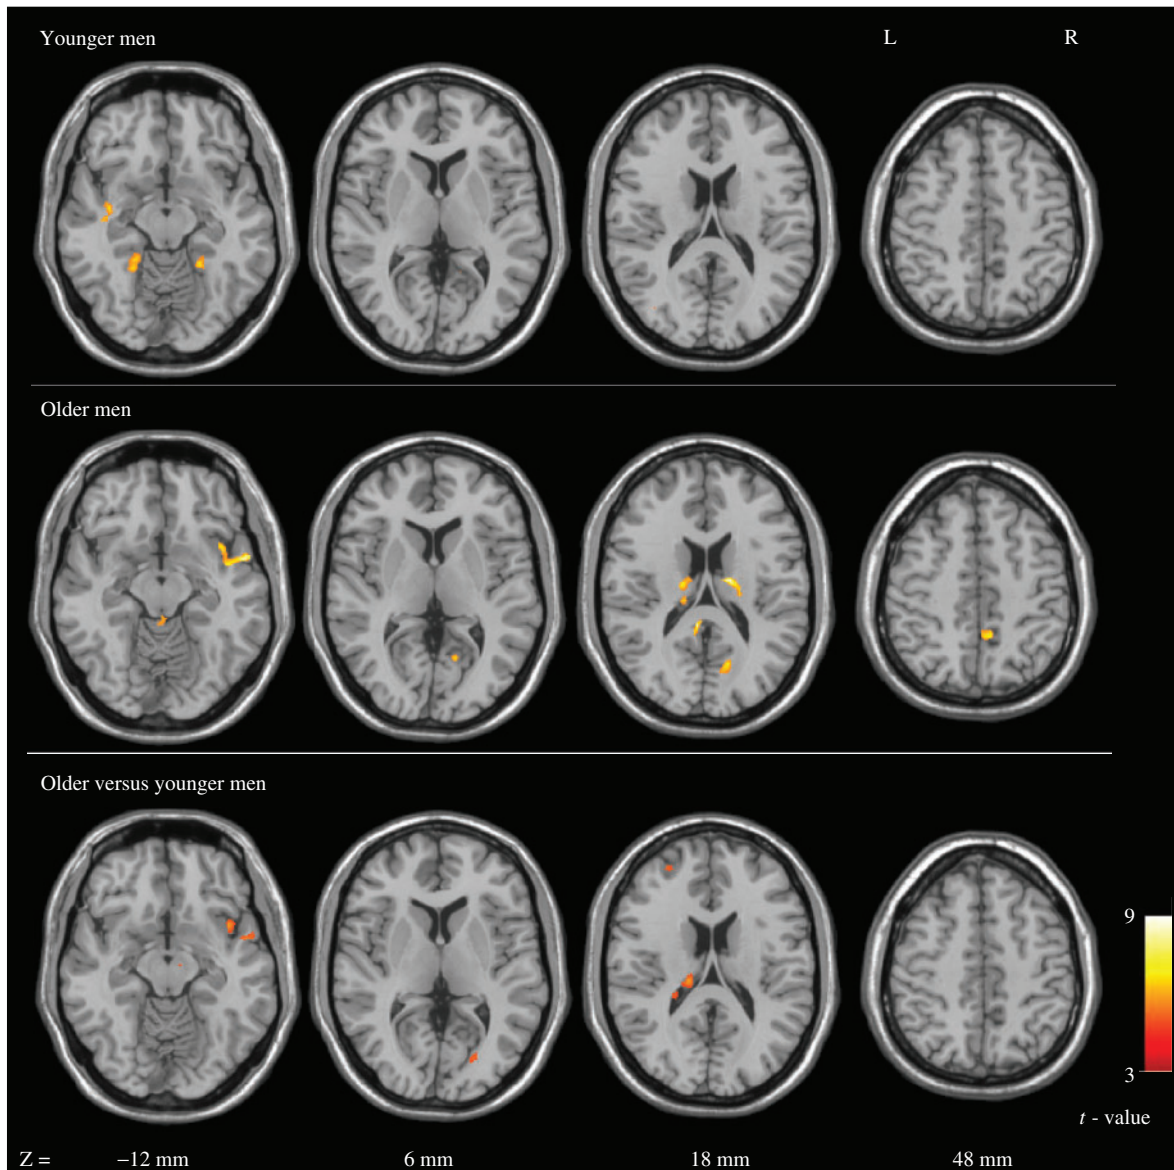 Younger men
L R
Older men
Older versus younger men
9
3
t - value
Z = −12 mm 6 mm 18 mm 48 mm